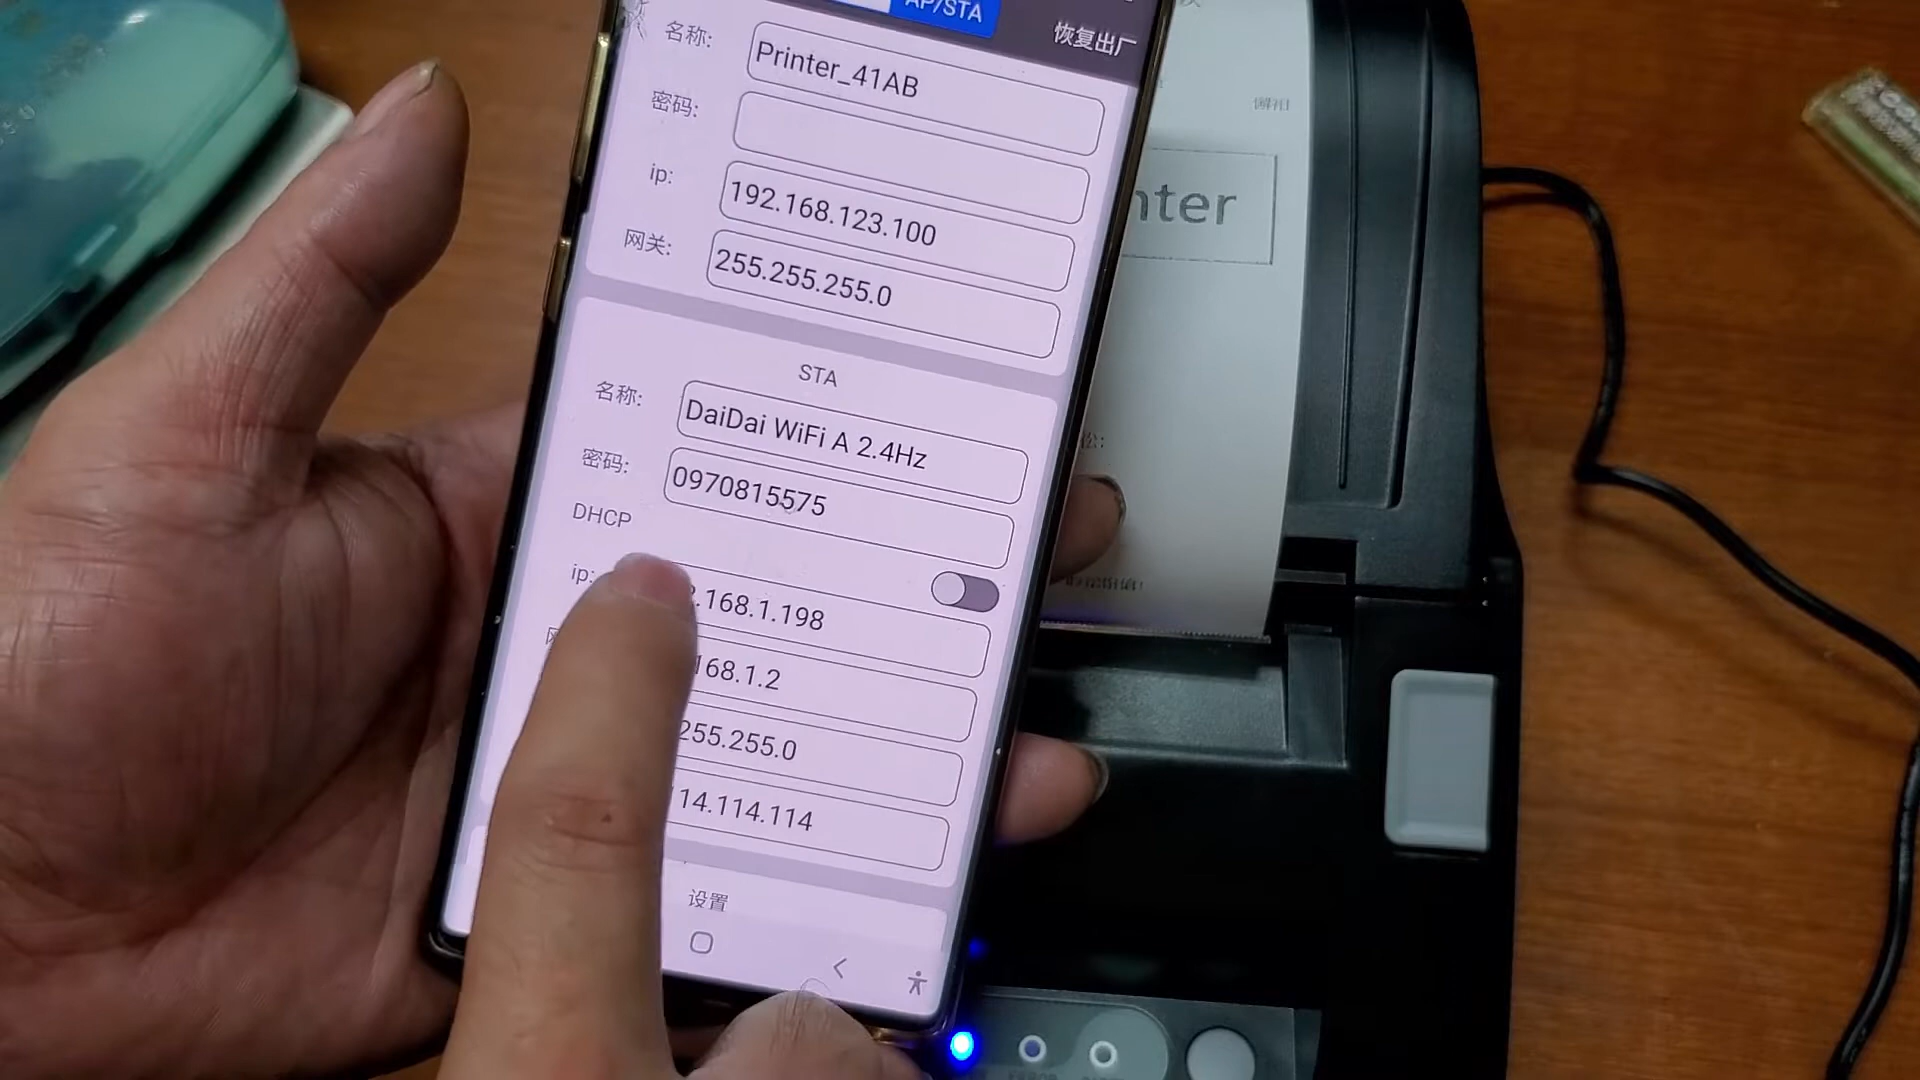 AP/STA
恢复出厂
名称:
Printer_41AB
密码:
ip:
192.168.123.100
网关:
255.255.255.0
STA
名称:
DaiDai WiFi A 2.4Hz
密码:
0970815575
DHCP
ip:
.168.1.198
168.1.2
255.255.0
14.114.114
设置
nter